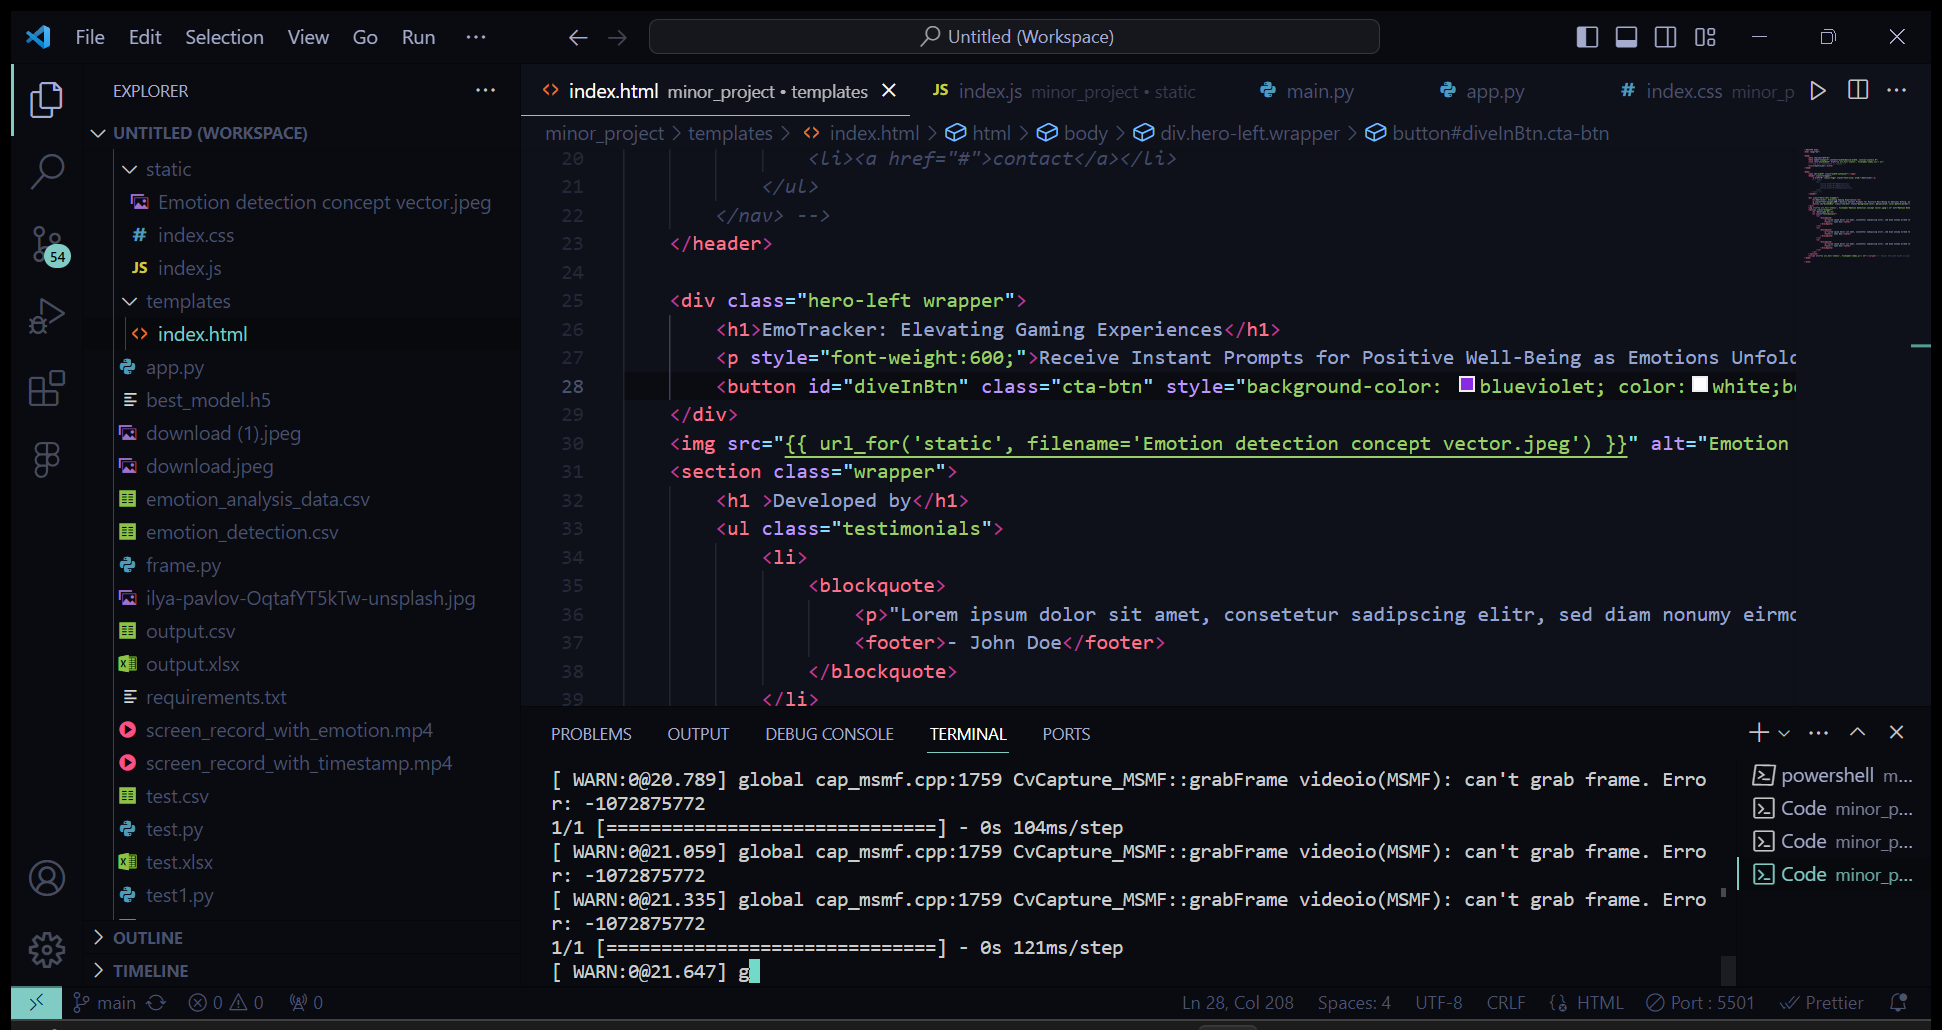 File Edit Selection View Go Run ···
Untitled (Workspace)
EXPLORER
UNTITLED (WORKSPACE)
static
Emotion detection concept vector.jpeg
# index.css
JS index.js
templates
<> index.html
app.py
best_model.h5
download (1).jpeg
download.jpeg
emotion_analysis_data.csv
emotion_detection.csv
frame.py
ilya-pavlov-OqtafYT5kTw-unsplash.jpg
output.csv
output.xlsx
requirements.txt
screen_record_with_emotion.mp4
screen_record_with_timestamp.mp4
test.csv
test.py
test.xlsx
test1.py
OUTLINE
TIMELINE
54
<> index.html minor_project • templates
JS index.js minor_project • static
main.py
app.py
# index.css minor_p
minor_project > templates > <> index.html > html > body > div.hero-left.wrapper > button#diveInBtn.cta-btn
20 <li><a href="#">contact</a></li>
21 </ul>
22 </nav> -->
23 </header>
24
25 <div class="hero-left wrapper">
26 <h1>EmoTracker: Elevating Gaming Experiences</h1>
27 <p style="font-weight:600;">Receive Instant Prompts for Positive Well-Being as Emotions Unfol
28 <button id="diveInBtn" class="cta-btn" style="background-color: blueviolet; color:white;b
29 </div>
30 <img src="{{ url_for('static', filename='Emotion detection concept vector.jpeg') }}" alt="Emotion
31 <section class="wrapper">
32 <h1 >Developed by</h1>
33 <ul class="testimonials">
34 <li>
35 <blockquote>
36 <p>"Lorem ipsum dolor sit amet, consetetur sadipscing elitr, sed diam nonumy eirmo
37 <footer>- John Doe</footer>
38 </blockquote>
39 </li>
PROBLEMS OUTPUT DEBUG CONSOLE TERMINAL PORTS
[ WARN:0@20.789] global cap_msmf.cpp:1759 CvCapture_MSMF::grabFrame videoio(MSMF): can't grab frame. Erro
r: -1072875772
1/1 [==============================] - 0s 104ms/step
[ WARN:0@21.059] global cap_msmf.cpp:1759 CvCapture_MSMF::grabFrame videoio(MSMF): can't grab frame. Erro
r: -1072875772
[ WARN:0@21.335] global cap_msmf.cpp:1759 CvCapture_MSMF::grabFrame videoio(MSMF): can't grab frame. Erro
r: -1072875772
1/1 [==============================] - 0s 121ms/step
[ WARN:0@21.647] g
powershell m...
Code minor_p...
Code minor_p...
Code minor_p...
main 0 0 0
Ln 28, Col 208 Spaces: 4 UTF-8 CRLF HTML Port : 5501 Prettier